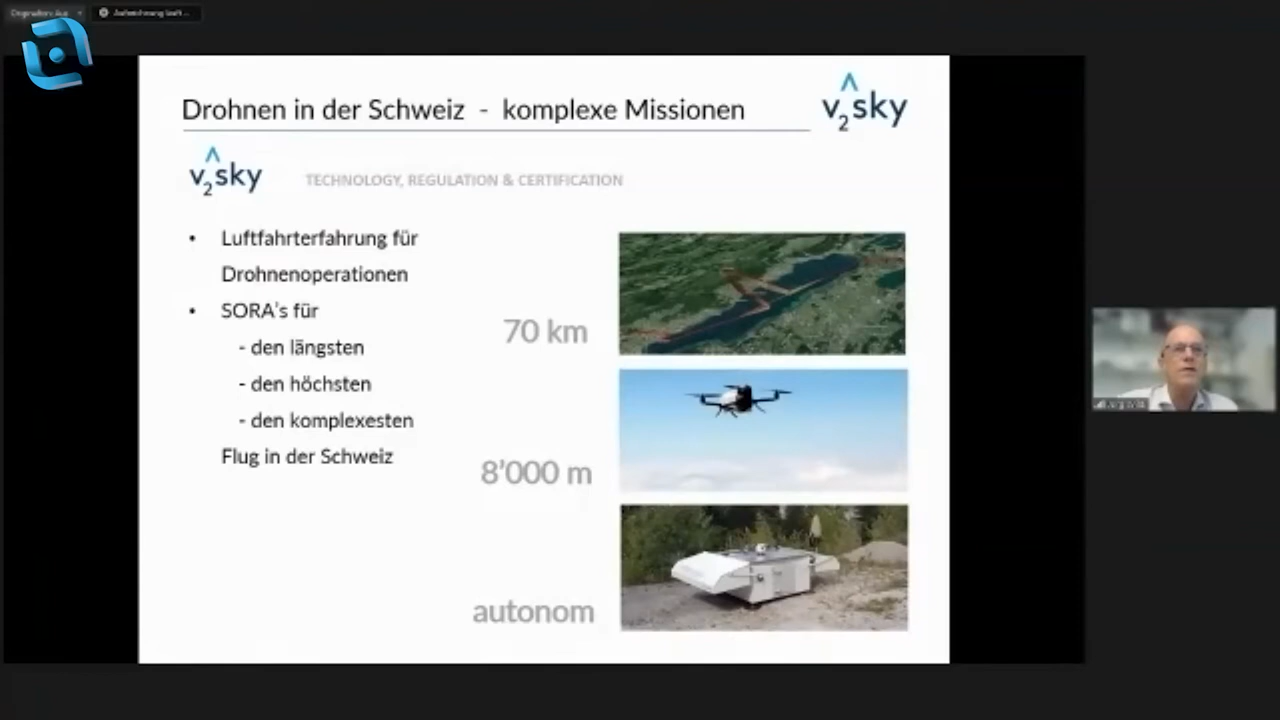 Drohnen in der Schweiz - komplexe Missionen
v2sky
v2sky
TECHNOLOGY, REGULATION & CERTIFICATION
• Luftfahrterfahrung für
Drohnenoperationen
• SORA's für
- den längsten
- den höchsten
- den komplexesten
Flug in der Schweiz
70 km
8'000 m
autonom